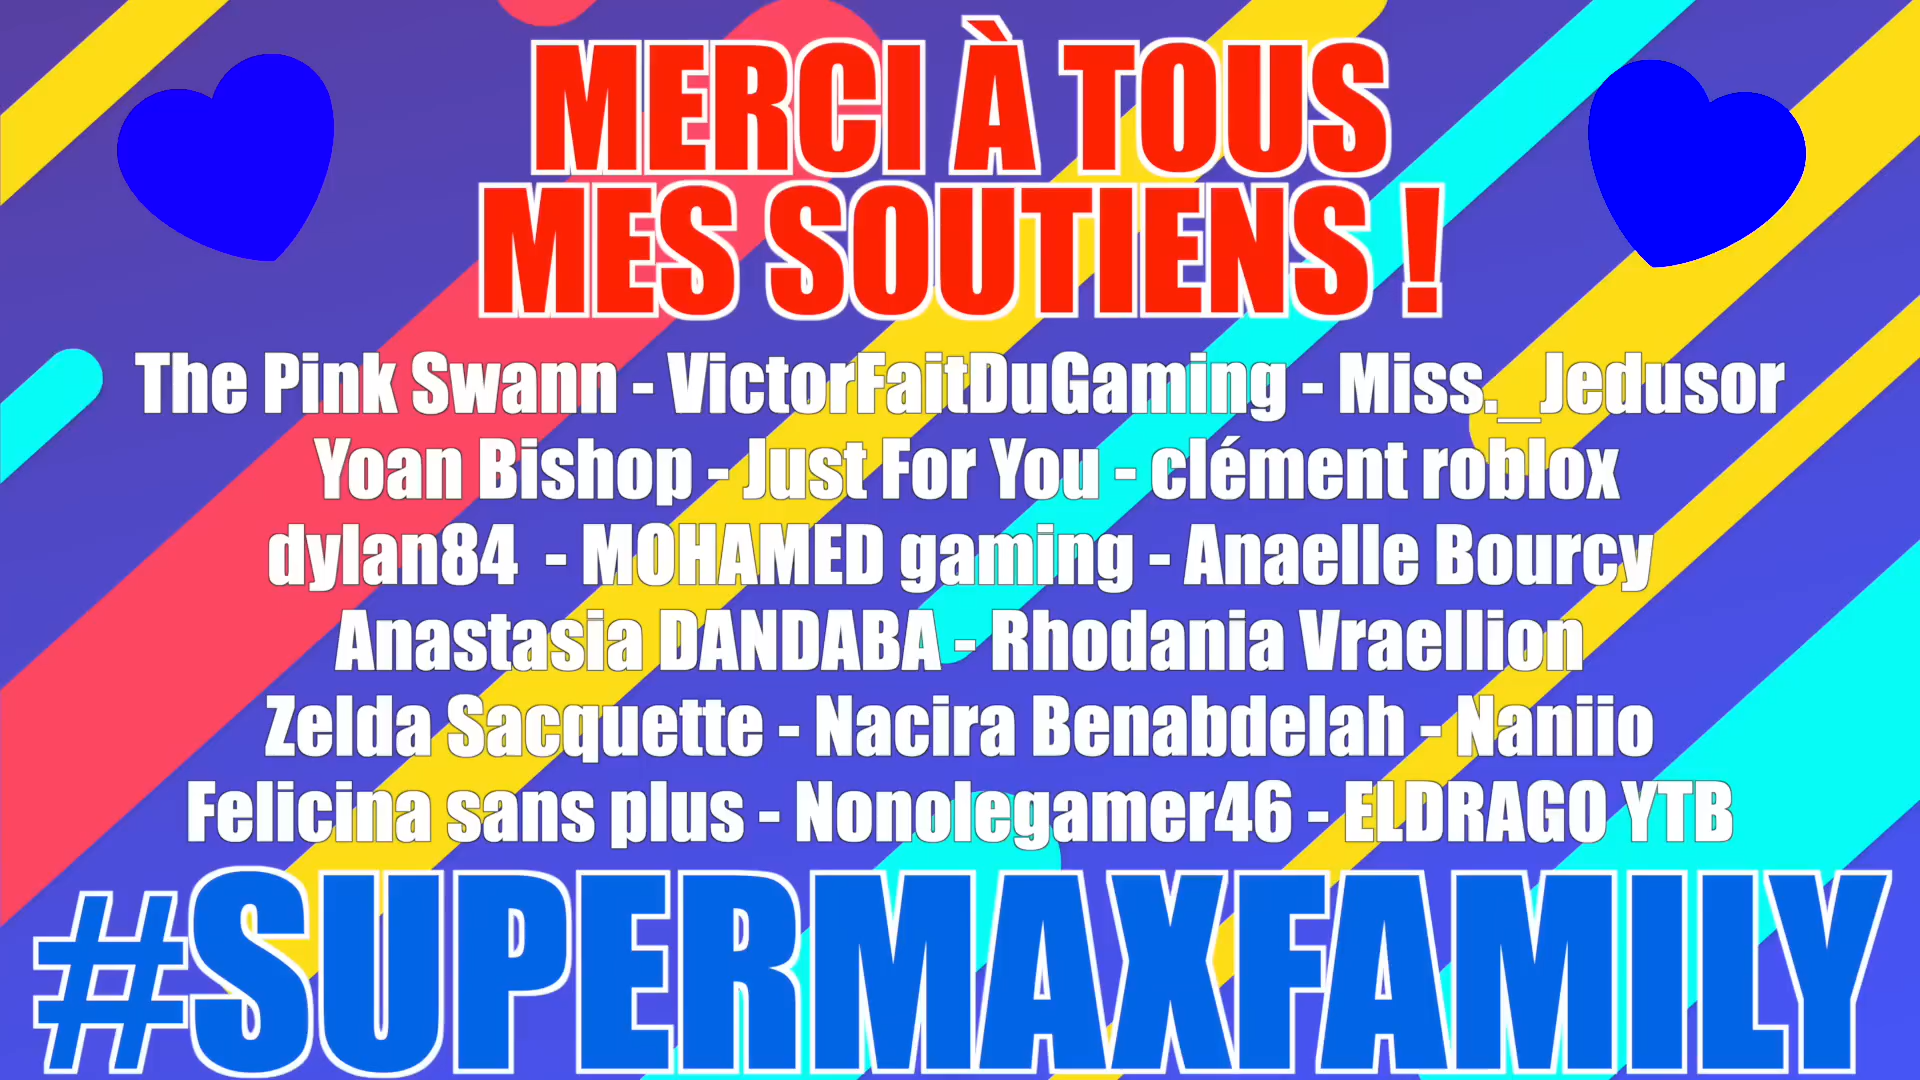 MERCI À TOUS
MES SOUTIENS !
The Pink Swann - VictorFaitDuGaming - Miss._Jedusor
Yoan Bishop - Just For You - clément roblox
dylan84  - MOHAMED gaming - Anaelle Bourcy
Anastasia DANDABA - Rhodania Vraellion
Zelda Sacquette - Nacira Benabdelah - Naniio
Felicina sans plus - Nonolegamer46 - ELDRAGO YTB
#SUPERMAXFAMILY